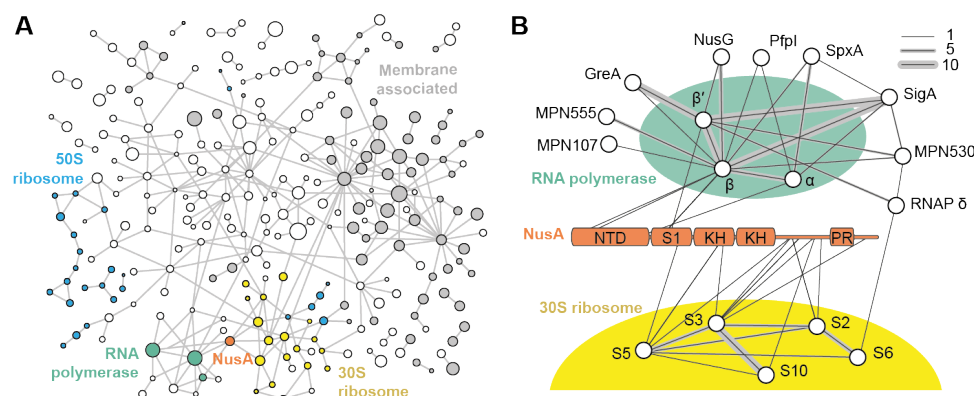 A
Membrane
associated
50S
ribosome
RNA
polymerase
NusA
30S
ribosome
B
NusG
PfpI
SpxA
1
5
10
GreA
β′
SigA
MPN555
MPN107
MPN530
RNA polymerase
β
α
RNAP δ
NusA
NTD
S1
KH
KH
PR
30S ribosome
S3
S2
S5
S10
S6